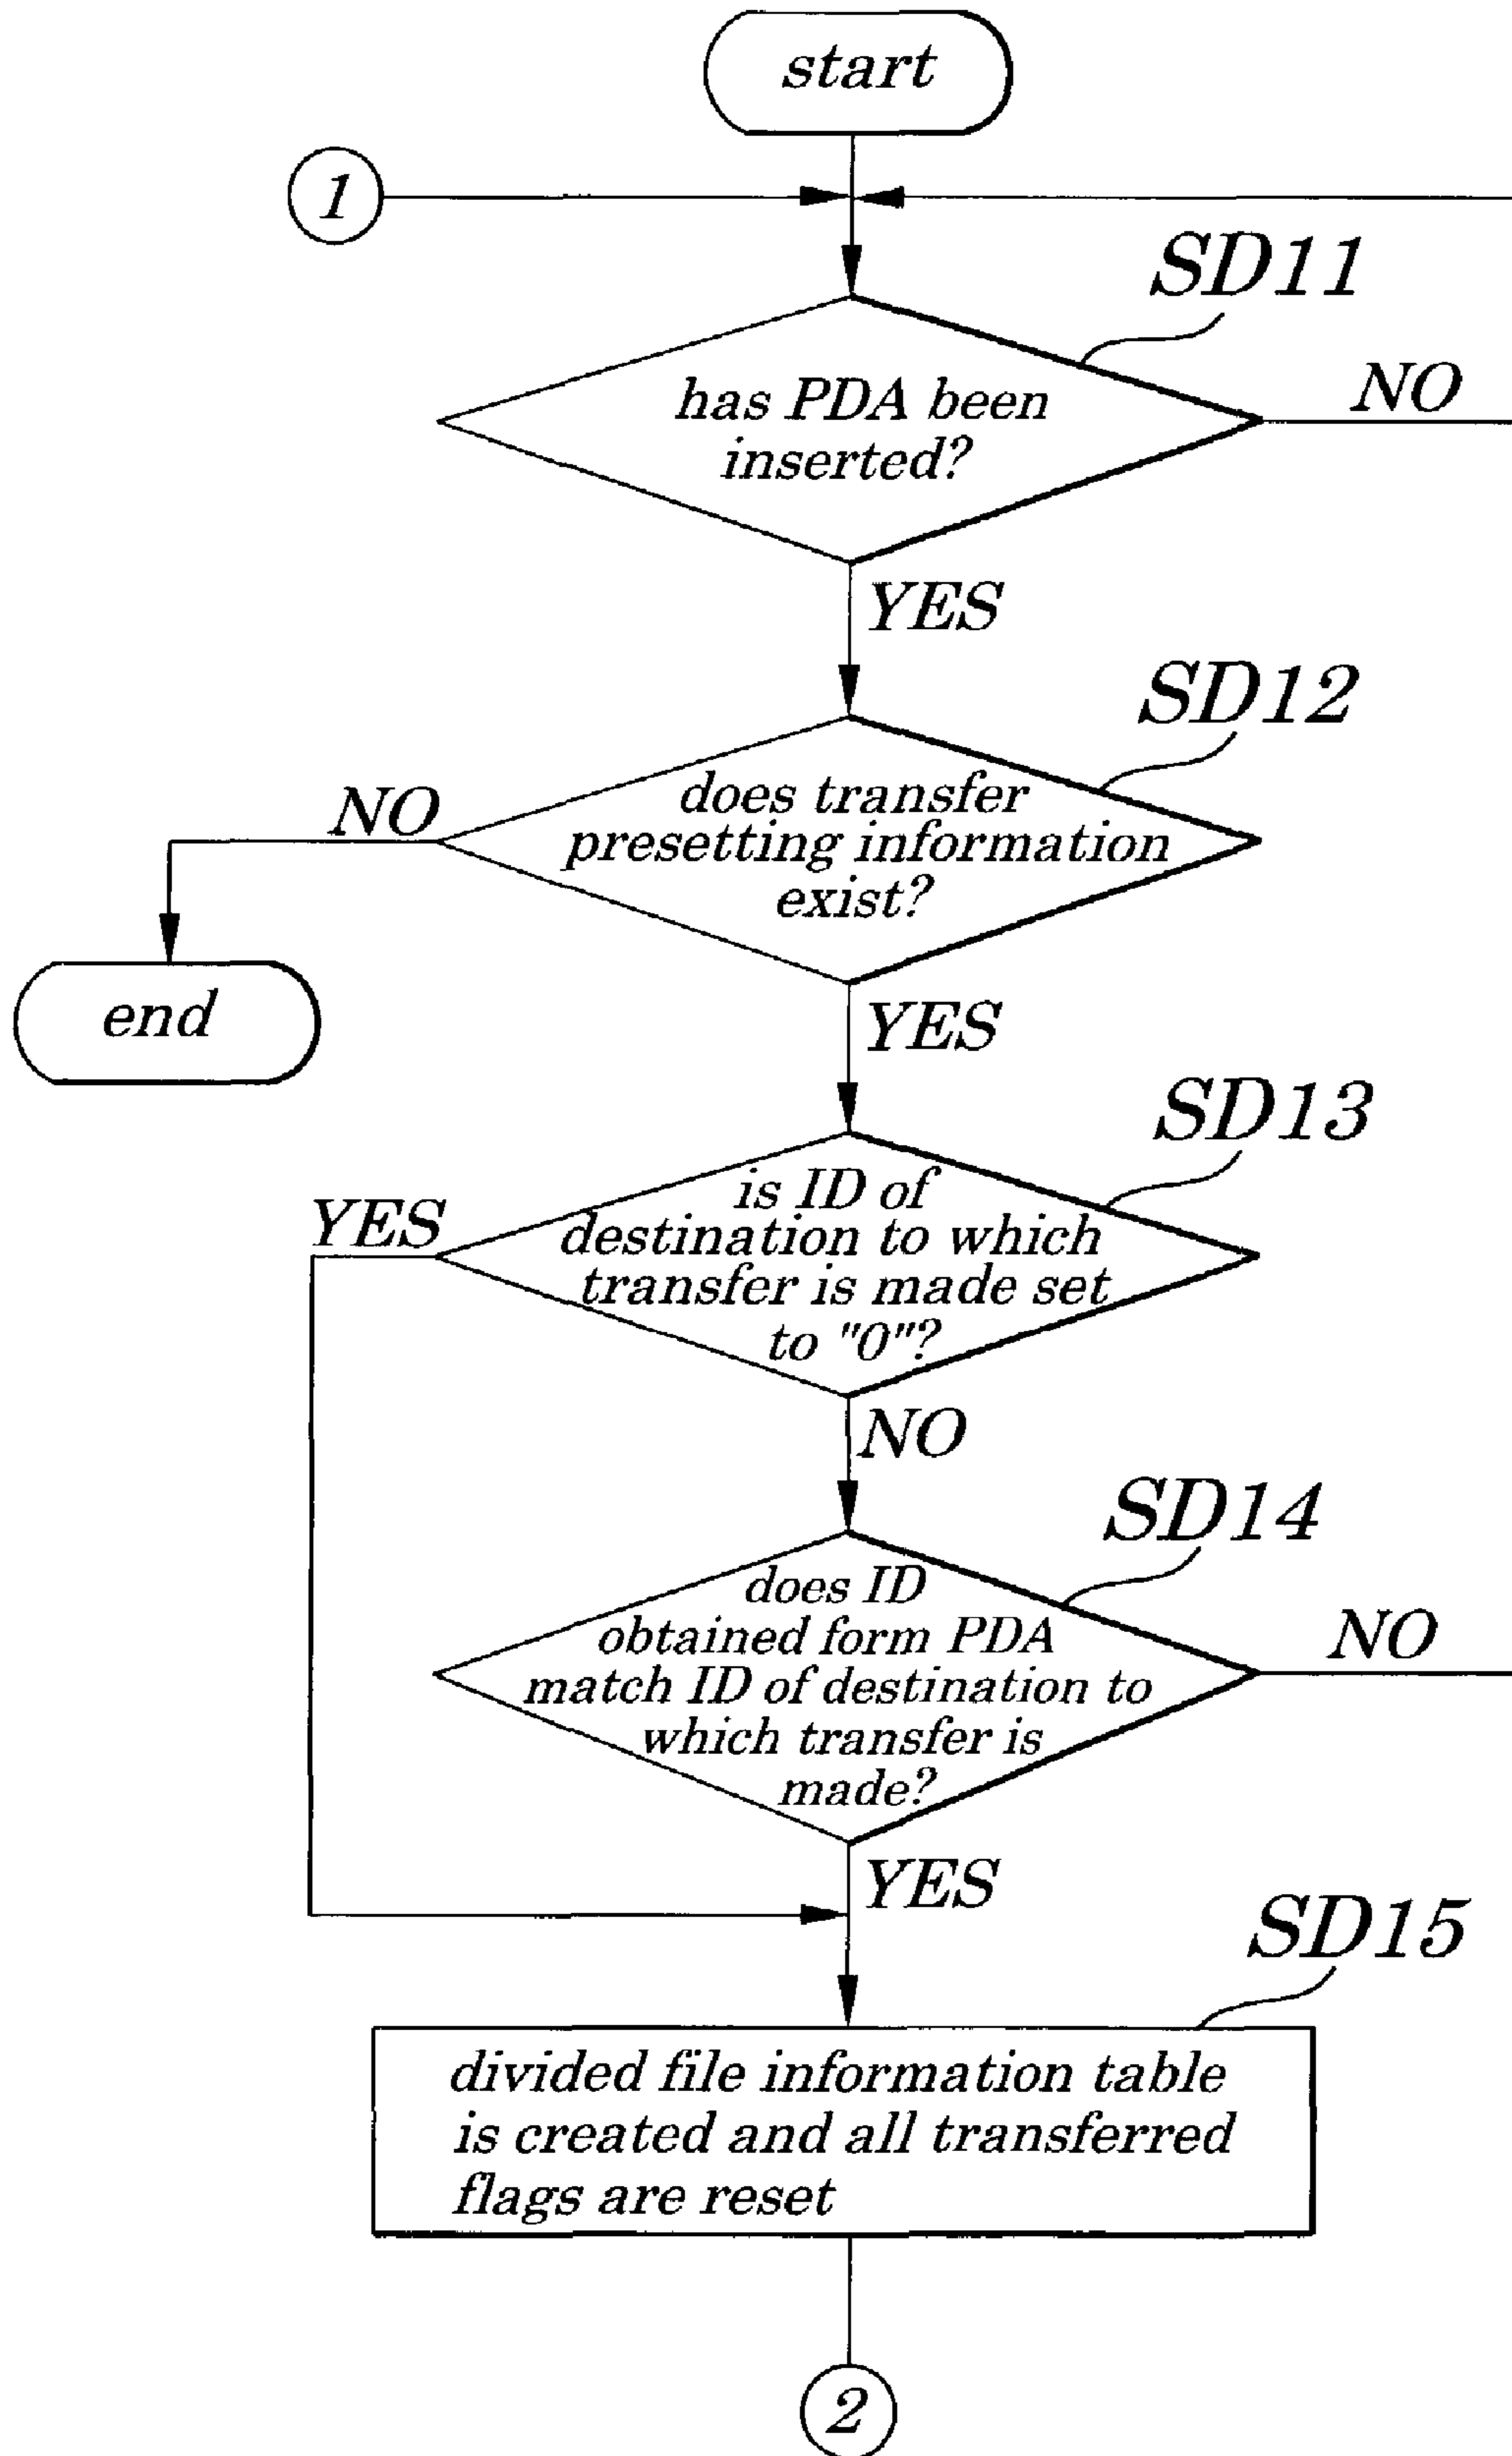 start
1
SD11
has PDA been
inserted?
NO
YES
SD12
does transfer
presetting information
exist?
NO
end
YES
SD13
is ID of
destination to which
transfer is made set
to "0"?
YES
NO
SD14
does ID
obtained form PDA
match ID of destination to
which transfer is
made?
NO
YES
SD15
divided file information table
is created and all transferred
flags are reset
2